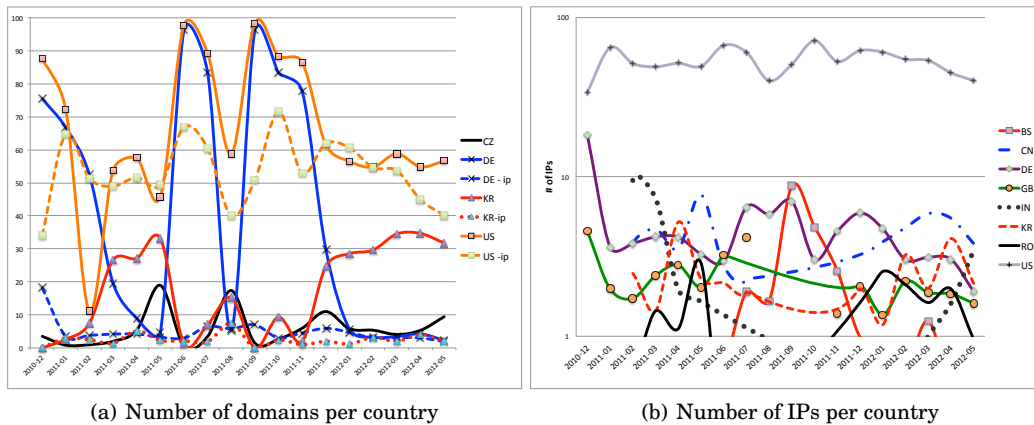 100
90
80
70
60
50
40
30
20
10
0
2010-12
2011-01
2011-02
2011-03
2011-04
2011-05
2011-06
2011-07
2011-08
2011-09
2011-10
2011-11
2011-12
2012-01
2012-02
2012-03
2012-04
2012-05
CZ
DE
DE - ip
KR
KR-ip
US
US -ip
(a) Number of domains per country
100
10
1
# of IPs
2010-12
2011-01
2011-02
2011-03
2011-04
2011-05
2011-06
2011-07
2011-08
2011-09
2011-10
2011-11
2011-12
2012-01
2012-02
2012-03
2012-04
2012-05
BS
CN
DE
GB
IN
KR
RO
US
(b) Number of IPs per country